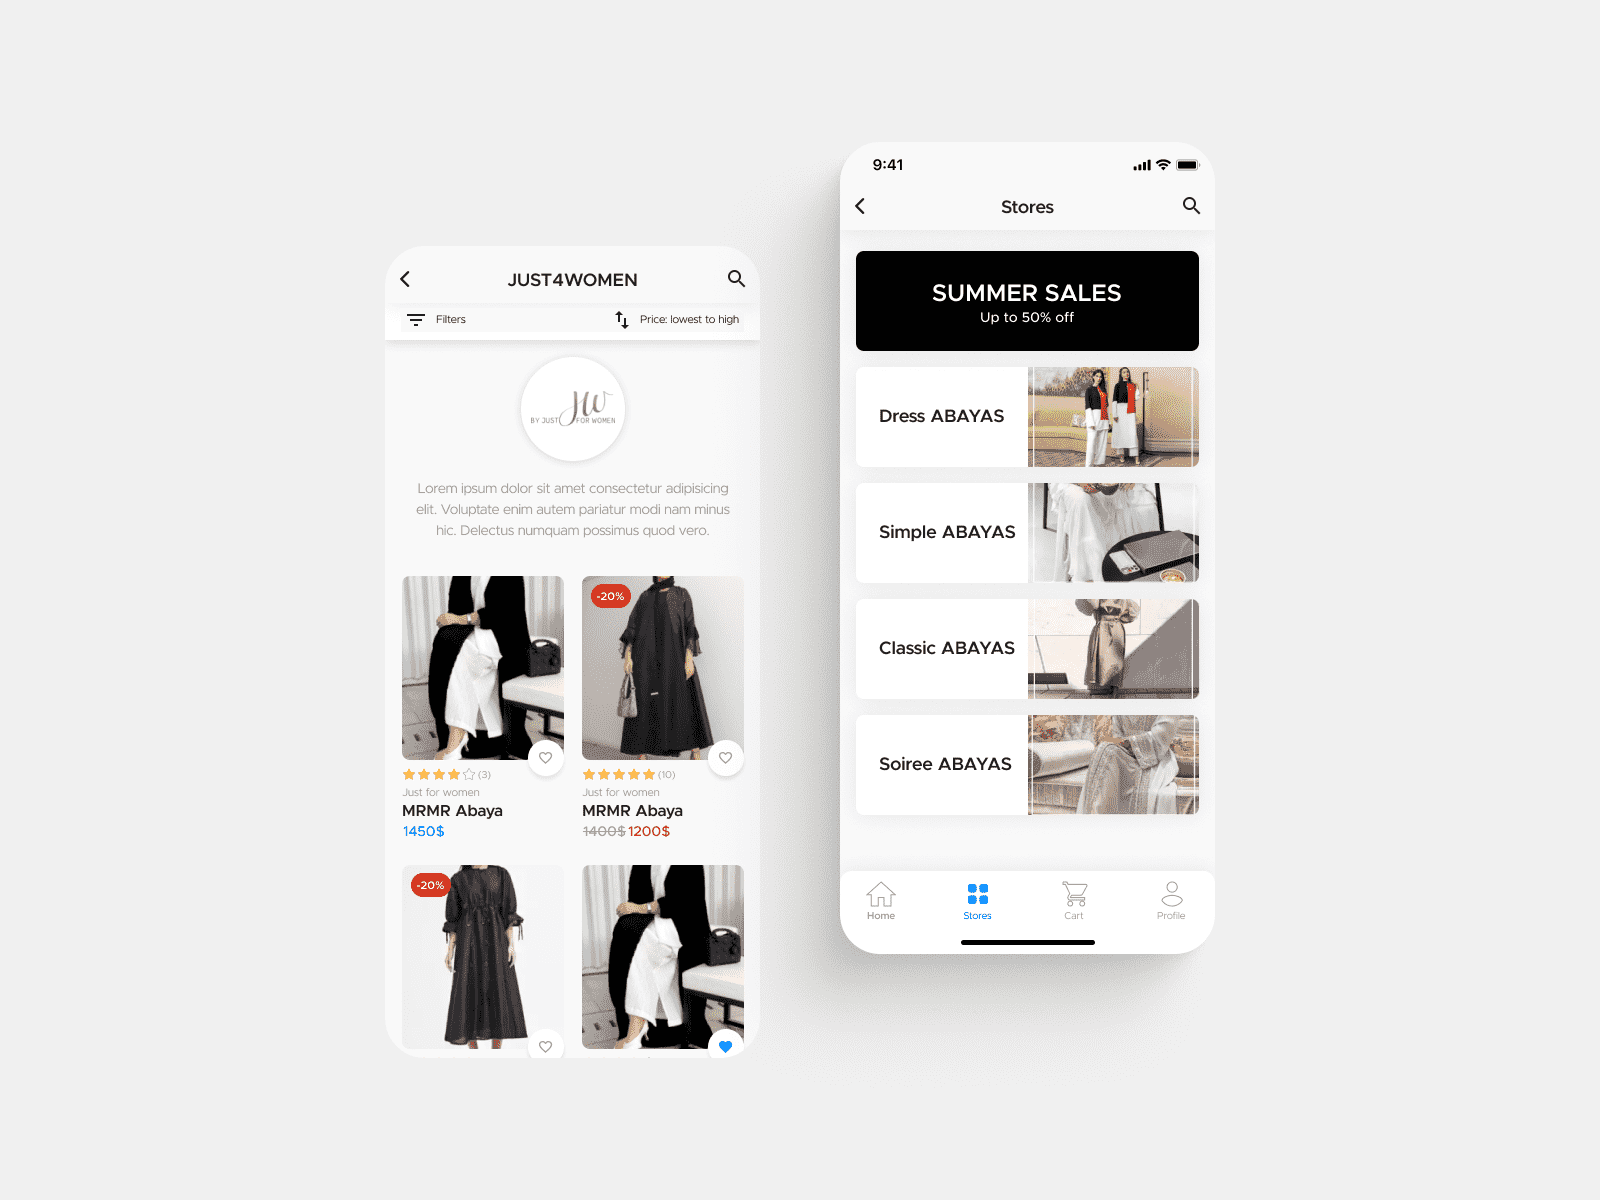 JUST4WOMEN
Filters
Price: lowest to high
JW
BY JUST FOR WOMEN
Lorem ipsum dolor sit amet consectetur adipisicing
elit. Voluptate enim autem pariatur modi nam minus
hic. Delectus numquam possimus quod vero.
(3)
Just for women
MRMR Abaya
1450$
-20%
(10)
Just for women
MRMR Abaya
1400$ 1200$
-20%
9:41
Stores
SUMMER SALES
Up to 50% off
Dress ABAYAS
Simple ABAYAS
Classic ABAYAS
Soiree ABAYAS
Home
Stores
Cart
Profile